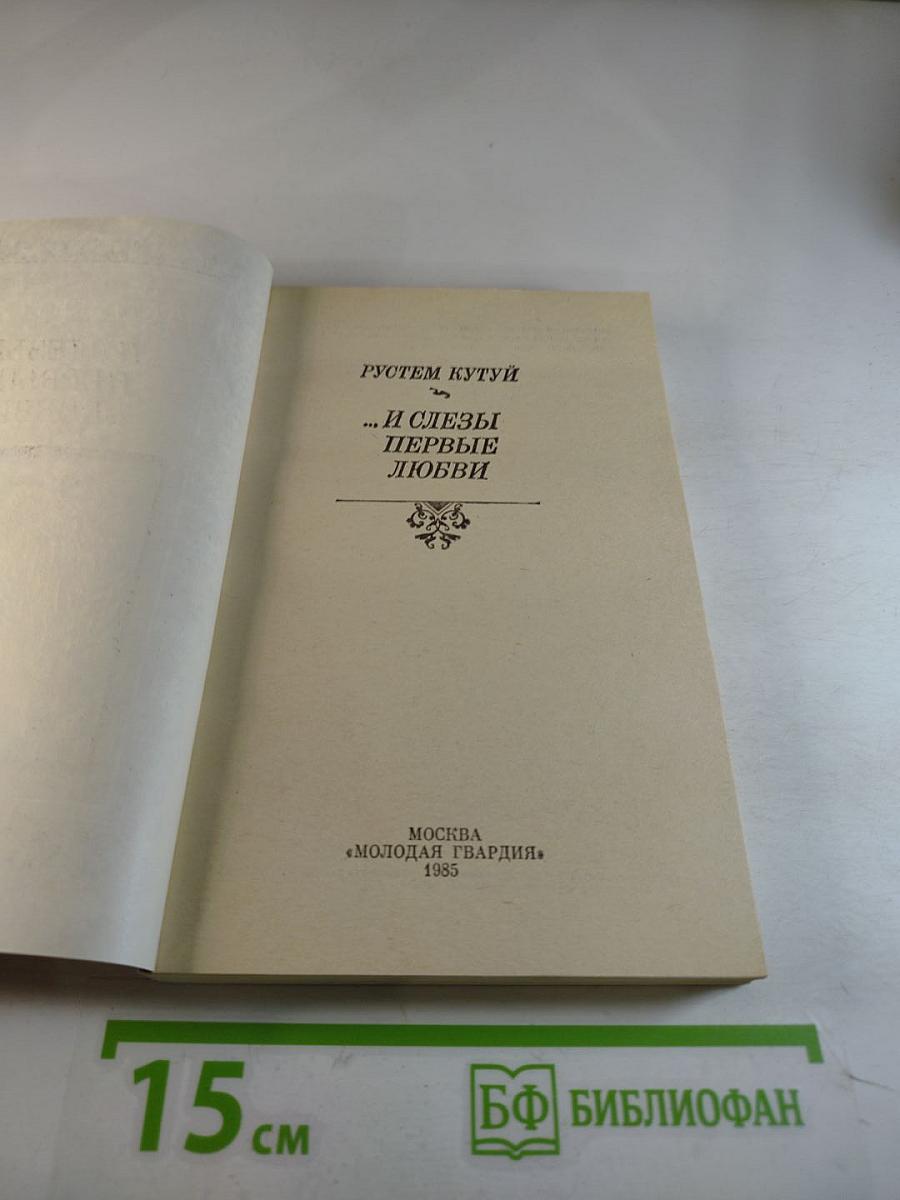 РУСТЕМ КУТУЙ
...И СЛЕЗЫ
ПЕРВЫЕ
ЛЮБВИ
МОСКВА
«МОЛОДАЯ ГВАРДИЯ»
1985
15 см
БФ БИБЛИОФАН